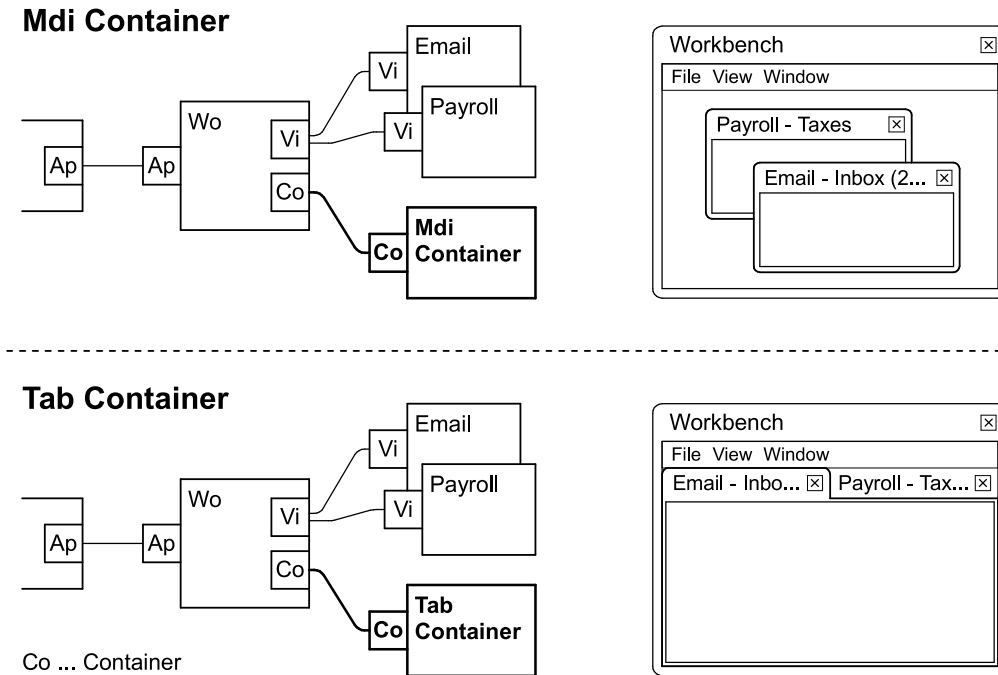 Mdi Container
Email
Vi
Payroll
Vi
Wo
Vi
Ap
Ap
Co
Mdi
Container
Co
Workbench
File View Window
Payroll - Taxes
Email - Inbox (2...
Tab Container
Email
Vi
Payroll
Vi
Wo
Vi
Ap
Ap
Co
Tab
Container
Co
Co ... Container
Workbench
File View Window
Email - Inbo... Payroll - Tax...